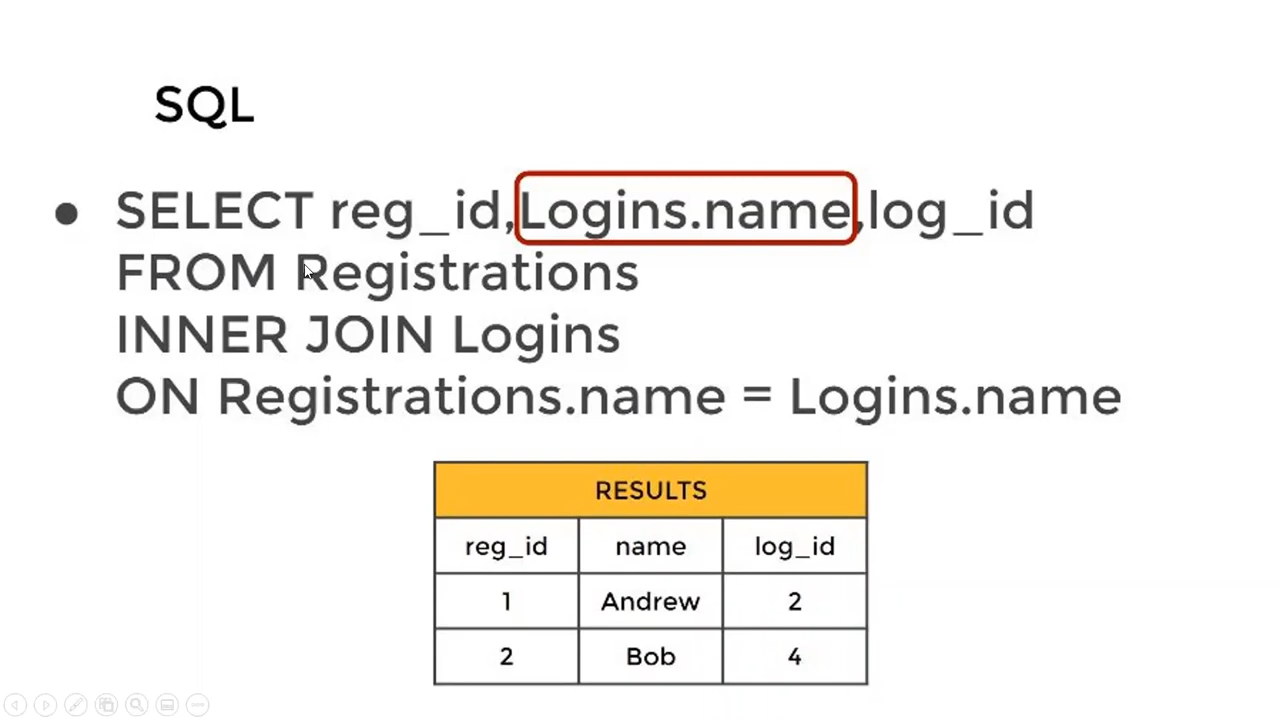 SQL
● SELECT reg_id,Logins.name,log_id
FROM Registrations
INNER JOIN Logins
ON Registrations.name = Logins.name
RESULTS
reg_id name log_id
1 Andrew 2
2 Bob 4